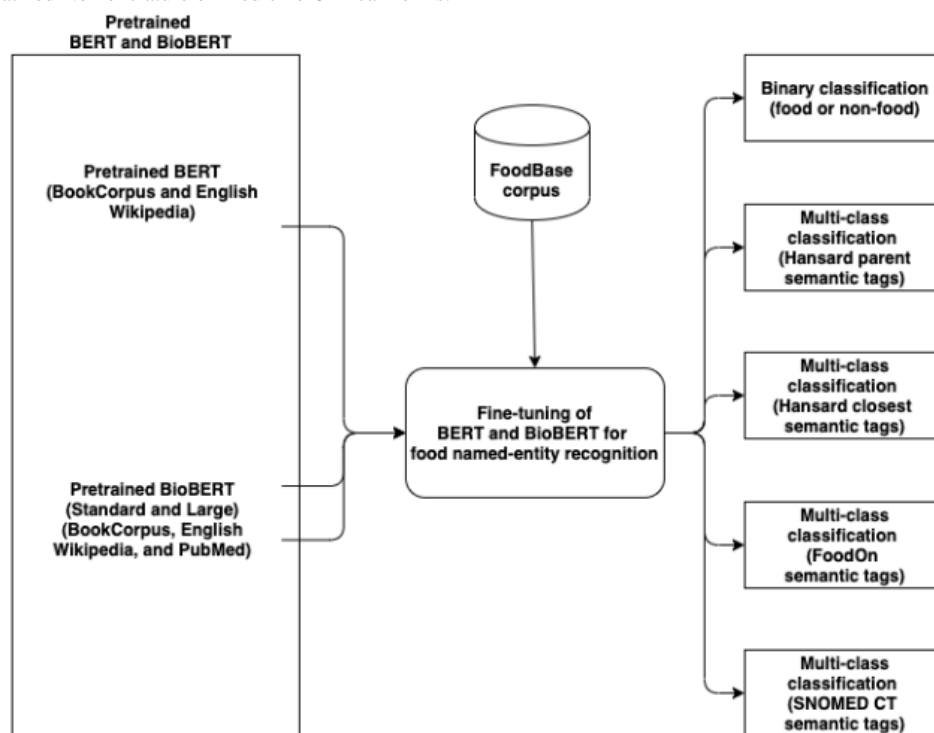 Pretrained
BERT and BioBERT
Pretrained BERT
(BookCorpus and English
Wikipedia)
Pretrained BioBERT
(Standard and Large)
(BookCorpus, English
Wikipedia, and PubMed)
FoodBase
corpus
Fine-tuning of
BERT and BioBERT for
food named-entity recognition
Binary classification
(food or non-food)
Multi-class
classification
(Hansard parent
semantic tags)
Multi-class
classification
(Hansard closest
semantic tags)
Multi-class
classification
(FoodOn
semantic tags)
Multi-class
classification
(SNOMED CT
semantic tags)